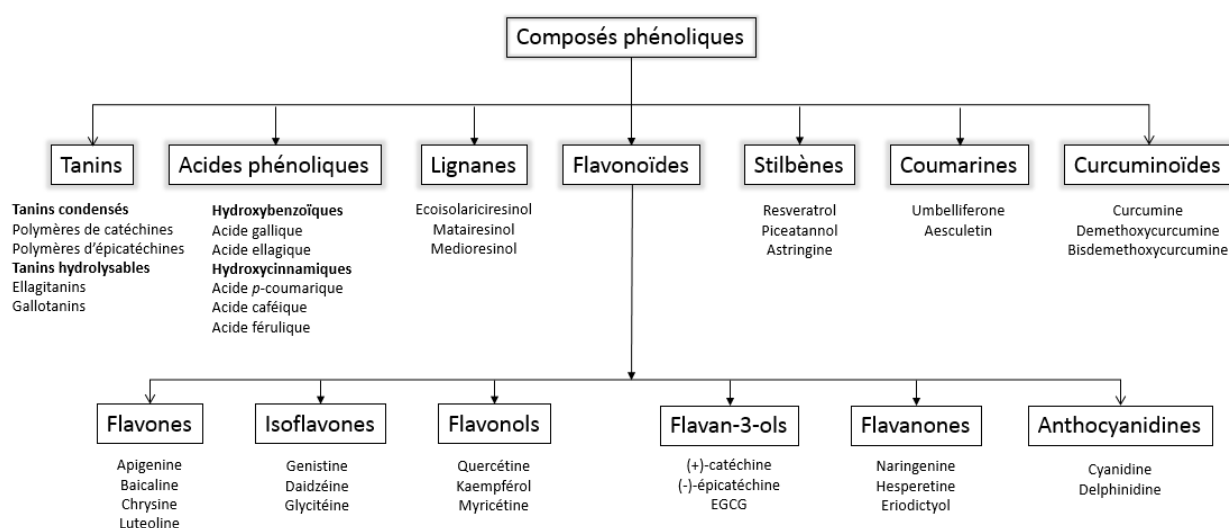 Composés phénoliques
Tanins
Acides phénoliques
Lignanes
Flavonoïdes
Stilbènes
Coumarines
Curcuminoïdes
Tanins condensés
Polymères de catéchines
Polymères d'épicatéchines
Tanins hydrolysables
Ellagitanins
Gallotanins
Hydroxybenzoïques
Acide gallique
Acide ellagique
Hydroxycinnamiques
Acide p-coumarique
Acide caféique
Acide férulique
Ecoisolariciresinol
Matairesinol
Medioresinol
Resveratrol
Piceatannol
Astringine
Umbelliferone
Aesculetin
Curcumine
Demethoxycurcumine
Bisdemethoxycurcumine
Flavones
Isoflavones
Flavonols
Flavan-3-ols
Flavanones
Anthocyanidines
Apigenine
Baicaline
Chrysine
Luteoline
Genistine
Daidzéine
Glycitéine
Quercétine
Kaempférol
Myricétine
(+)-catéchine
(-)-épicatéchine
EGCG
Naringenine
Hesperetine
Eriodictyol
Cyanidine
Delphinidine